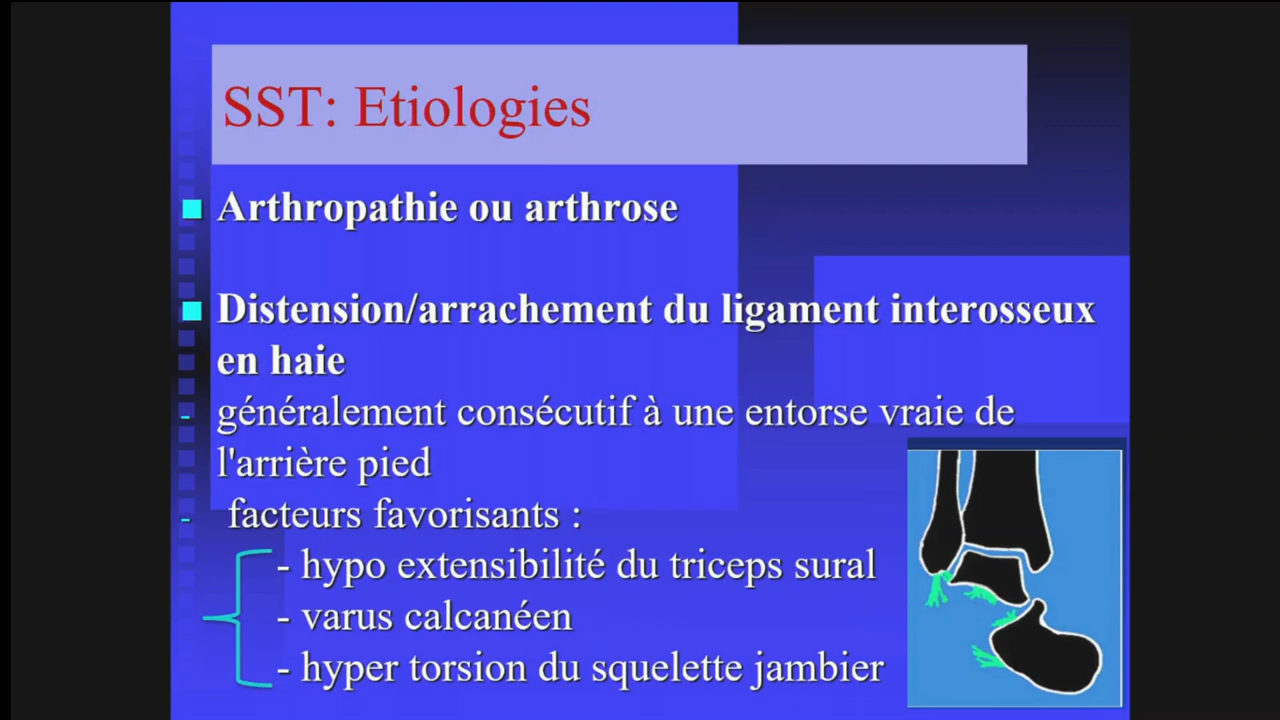 SST: Etiologies
Arthropathie ou arthrose
Distension/arrachement du ligament interosseux
en haie
- généralement consécutif à une entorse vraie de
l'arrière pied
- facteurs favorisants :
- hypo extensibilité du triceps sural
- varus calcanéen
- hyper torsion du squelette jambier